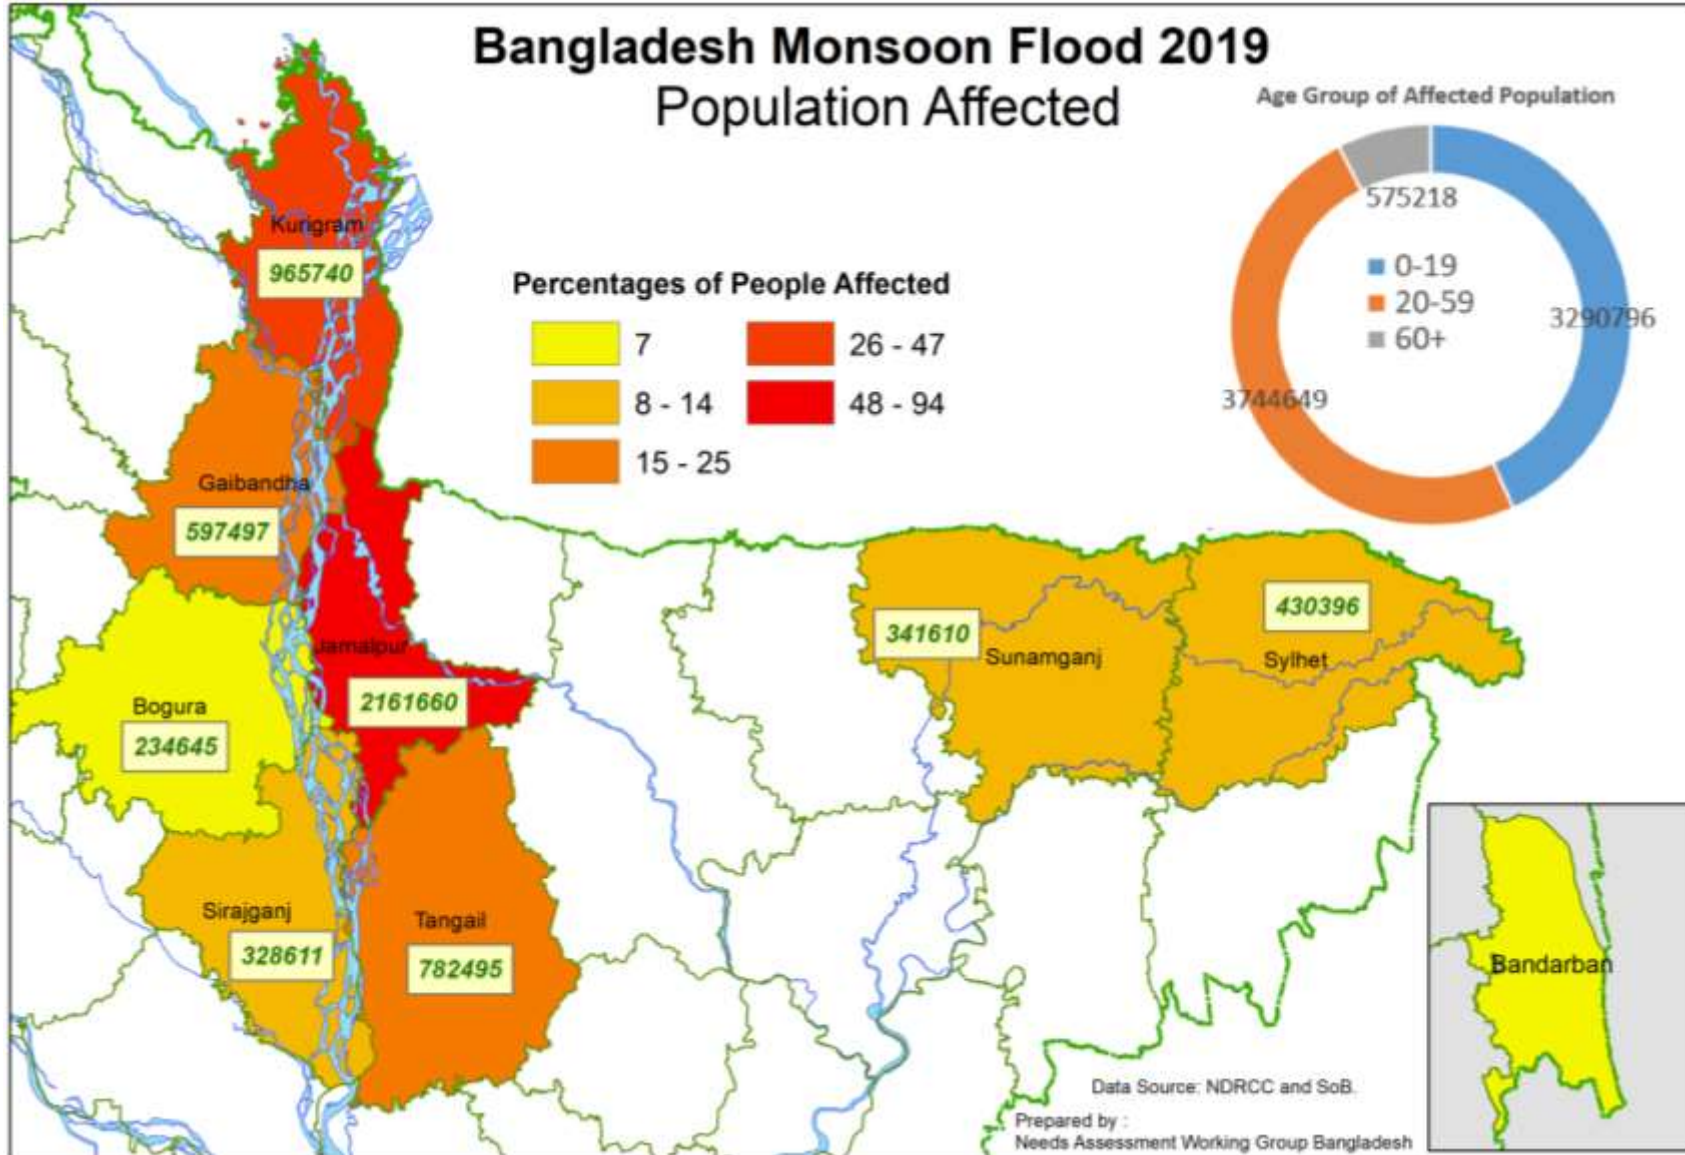 Bangladesh Monsoon Flood 2019
Population Affected
Age Group of Affected Population
575218
0-19
20-59
60+
3290796
3744649
Percentages of People Affected
7
8 - 14
15 - 25
26 - 47
48 - 94
Kurigram
965740
Gaibandha
597497
Jamalpur
2161660
Bogura
234645
Sirajganj
328611
Tangail
782495
341610
Sunamganj
430396
Sylhet
Bandarban
Data Source: NDRCC and SoB.
Prepared by :
Needs Assessment Working Group Bangladesh